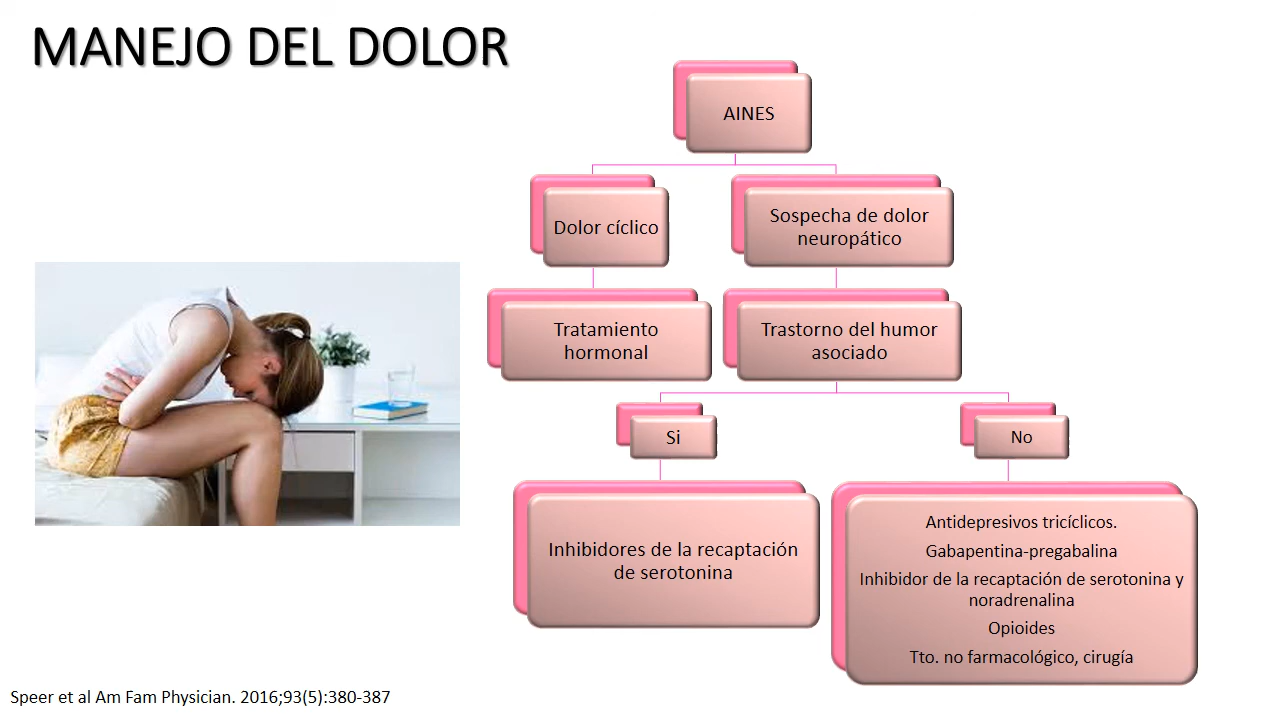 MANEJO DEL DOLOR
AINES
Dolor cíclico
Sospecha de dolor
neuropático
Tratamiento
hormonal
Trastorno del humor
asociado
Si
No
Inhibidores de la recaptación
de serotonina
Antidepresivos tricíclicos.
Gabapentina-pregabalina
Inhibidor de la recaptación de serotonina y
noradrenalina
Opioides
Tto. no farmacológico, cirugía
Speer et al Am Fam Physician. 2016;93(5):380-387